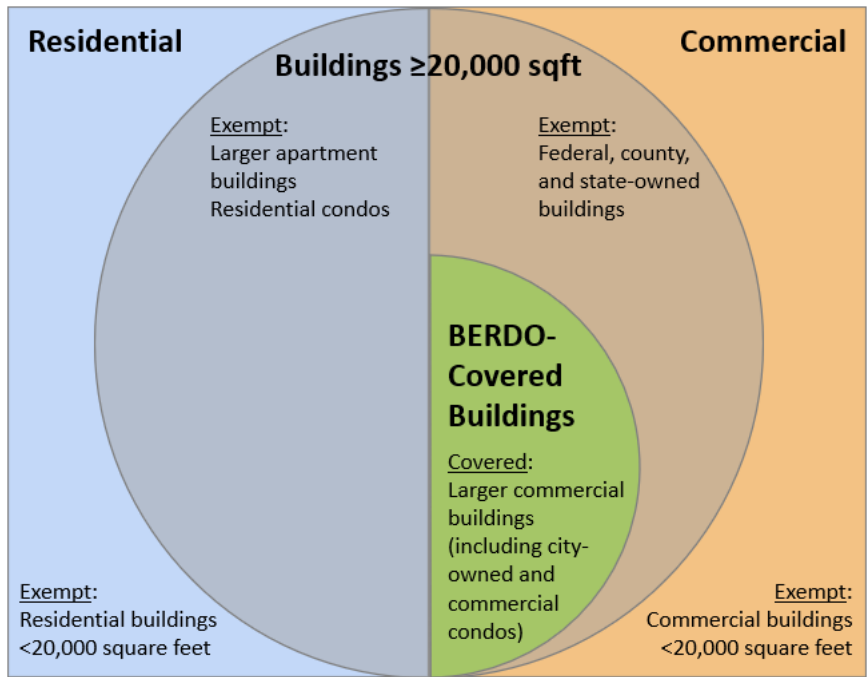 Residential
Commercial
Buildings ≥20,000 sqft
Exempt:
Larger apartment
buildings
Residential condos
Exempt:
Federal, county,
and state-owned
buildings
BERDO-
Covered
Buildings
Covered:
Larger commercial
buildings
(including city-
owned and
commercial
condos)
Exempt:
Residential buildings
<20,000 square feet
Exempt:
Commercial buildings
<20,000 square feet